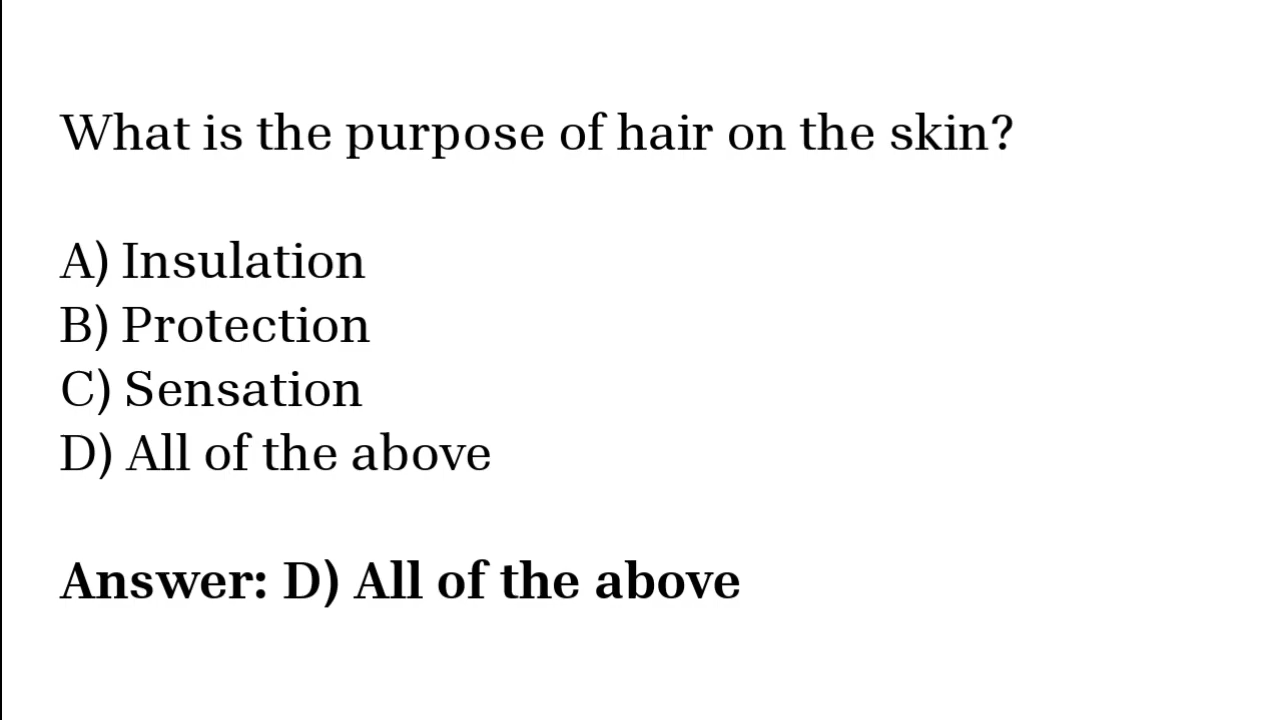 What is the purpose of hair on the skin?
A) Insulation
B) Protection
C) Sensation
D) All of the above
Answer: D) All of the above